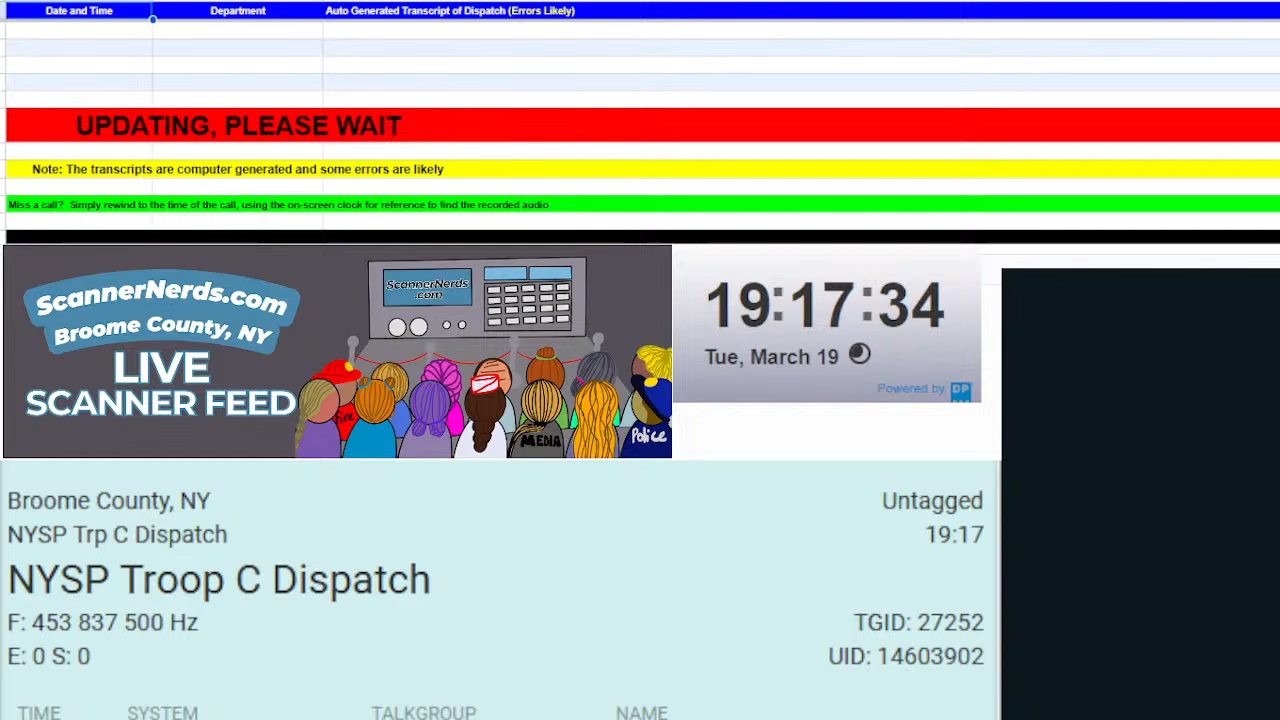 Date and Time Department Auto Generated Transcript of Dispatch (Errors Likely)
UPDATING, PLEASE WAIT
Note: The transcripts are computer generated and some errors are likely
Miss a call? Simply rewind to the time of the call, using the on-screen clock for reference to find the recorded audio
ScannerNerds.com
Broome County, NY
LIVE
SCANNER FEED
ScannerNerds
.com
Fire
MEDIA
Police
19:17:34
Tue, March 19
Powered by DP
Broome County, NY Untagged
NYSP Trp C Dispatch 19:17
NYSP Troop C Dispatch
F: 453 837 500 Hz TGID: 27252
E: 0 S: 0 UID: 14603902
TIME SYSTEM TALKGROUP NAME